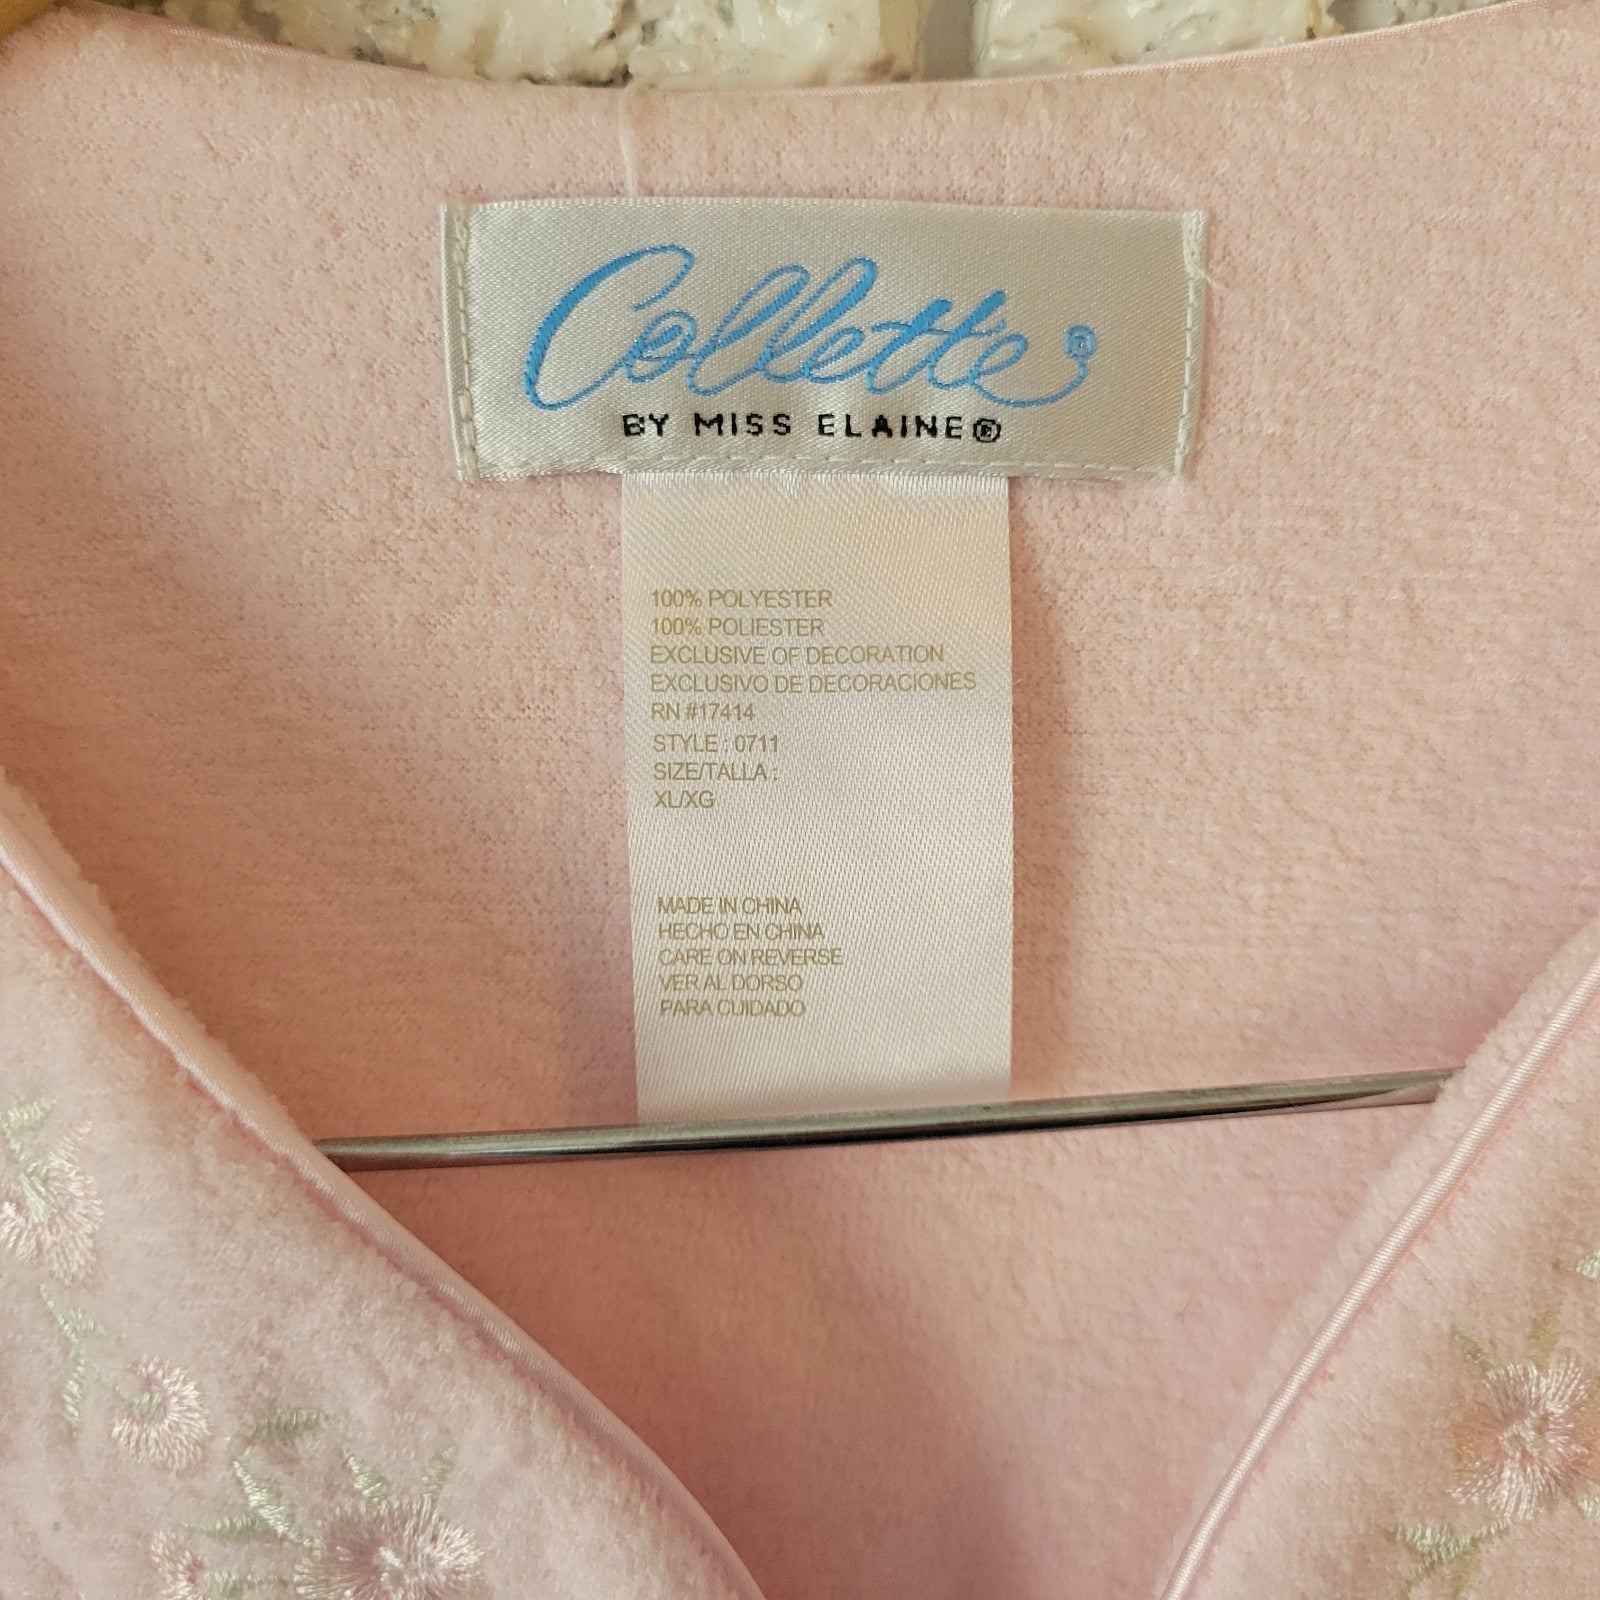 Collette®
BY MISS ELAINE®
100% POLYESTER
100% POLIESTER
EXCLUSIVE OF DECORATION
EXCLUSIVO DE DECORACIONES
RN #17414
STYLE : 0711
SIZE/TALLA :
XL/XG
MADE IN CHINA
HECHO EN CHINA
CARE ON REVERSE
VER AL DORSO
PARA CUIDADO